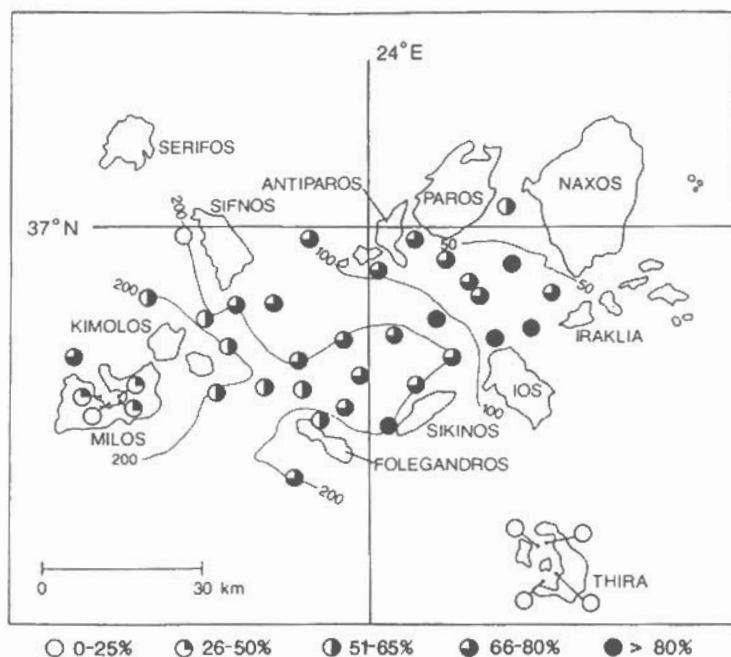 24°E
SERIFOS
ANTIPAROS
PAROS
NAXOS
200
SIFNOS
37°N
50
100
200
50
KIMOLOS
IRAKLIA
IOS
100
MILOS
SIKINOS
200
FOLEGANDROS
200
THIRA
0 30 km
0-25% 26-50% 51-65% 66-80% > 80%